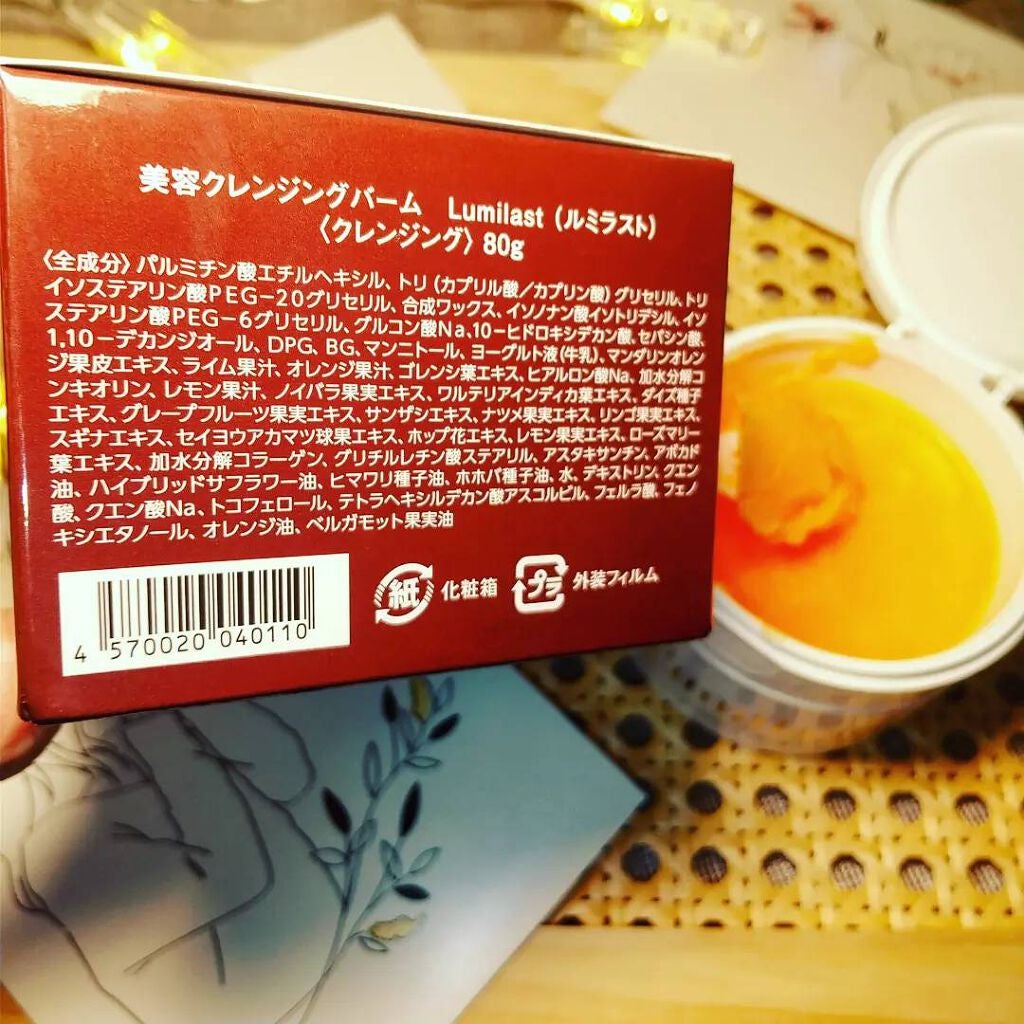 美容クレンジングバーム Lumilast（ルミラスト）
〈クレンジング〉80g
〈全成分〉パルミチン酸エチルヘキシル、トリ（カプリル酸／カプリン酸）グリセリル、トリ
イソステアリン酸PEG−20グリセリル、合成ワックス、イソノナン酸イソトリデシル、イソ
ステアリン酸PEG−6グリセリル、グルコン酸Na、10−ヒドロキシデカン酸、セバシン酸、
1,10−デカンジオール、DPG、BG、マンニトール、ヨーグルト液（牛乳）、マンダリンオレン
ジ果皮エキス、ライム果汁、オレンジ果汁、ゴレンシ葉エキス、ヒアルロン酸Na、加水分解コ
ンキオリン、レモン果汁、ノイバラ果実エキス、ワルテリアインディカ葉エキス、ダイズ種子
エキス、グレープフルーツ果実エキス、サンザシエキス、ナツメ果実エキス、リンゴ果実エキス、
スギナエキス、セイヨウアカマツ球果エキス、ホップ花エキス、レモン果実エキス、ローズマリー
葉エキス、加水分解コラーゲン、グリチルレチン酸ステアリル、アスタキサンチン、アボカド
油、ハイブリッドサフラワー油、ヒマワリ種子油、ホホバ種子油、水、デキストリン、クエン
酸、クエン酸Na、トコフェロール、テトラヘキシルデカン酸アスコルビル、フェルラ酸、フェノ
キシエタノール、オレンジ油、ベルガモット果実油
4 570020 040110
紙 化粧箱 プラ 外装フィルム